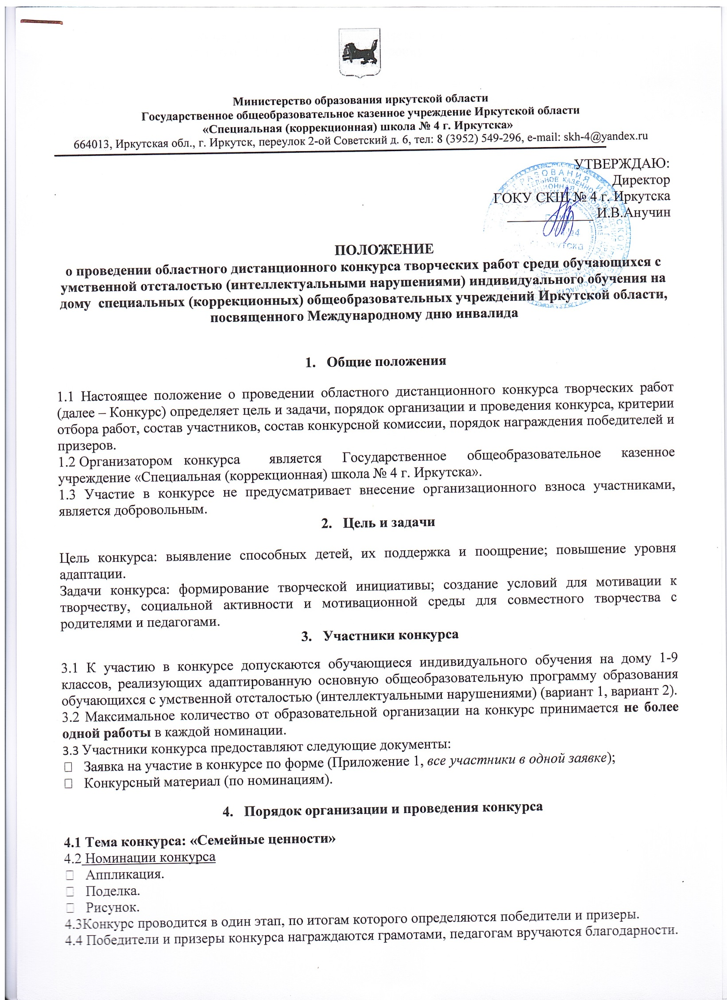 Министерство образования иркутской области
Государственное общеобразовательное казенное учреждение Иркутской области
«Специальная (коррекционная) школа № 4 г. Иркутска»
664013, Иркутская обл., г. Иркутск, переулок 2-ой Советский д. 6, тел: 8 (3952) 549-296, e-mail: skh-4@yandex.ru
УТВЕРЖДАЮ:
Директор
ГОКУ СКШ № 4 г. Иркутска
____________ И.В.Анучин
ПОЛОЖЕНИЕ
о проведении областного дистанционного конкурса творческих работ среди обучающихся с
умственной отсталостью (интеллектуальными нарушениями) индивидуального обучения на
дому специальных (коррекционных) общеобразовательных учреждений Иркутской области,
посвященного Международному дню инвалида
1. Общие положения
1.1 Настоящее положение о проведении областного дистанционного конкурса творческих работ
(далее – Конкурс) определяет цель и задачи, порядок организации и проведения конкурса, критерии
отбора работ, состав участников, состав конкурсной комиссии, порядок награждения победителей и
призеров.
1.2 Организатором конкурса является Государственное общеобразовательное казенное
учреждение «Специальная (коррекционная) школа № 4 г. Иркутска».
1.3 Участие в конкурсе не предусматривает внесение организационного взноса участниками,
является добровольным.
2. Цель и задачи
Цель конкурса: выявление способных детей, их поддержка и поощрение; повышение уровня
адаптации.
Задачи конкурса: формирование творческой инициативы; создание условий для мотивации к
творчеству, социальной активности и мотивационной среды для совместного творчества с
родителями и педагогами.
3. Участники конкурса
3.1 К участию в конкурсе допускаются обучающиеся индивидуального обучения на дому 1-9
классов, реализующих адаптированную основную общеобразовательную программу образования
обучающихся с умственной отсталостью (интеллектуальными нарушениями) (вариант 1, вариант 2).
3.2 Максимальное количество от образовательной организации на конкурс принимается не более
одной работы в каждой номинации.
3.3 Участники конкурса предоставляют следующие документы:
Заявка на участие в конкурсе по форме (Приложение 1, все участники в одной заявке);
Конкурсный материал (по номинациям).
4. Порядок организации и проведения конкурса
4.1 Тема конкурса: «Семейные ценности»
4.2 Номинации конкурса
Аппликация.
Поделка.
Рисунок.
4.3Конкурс проводится в один этап, по итогам которого определяются победители и призеры.
4.4 Победители и призеры конкурса награждаются грамотами, педагогам вручаются благодарности.